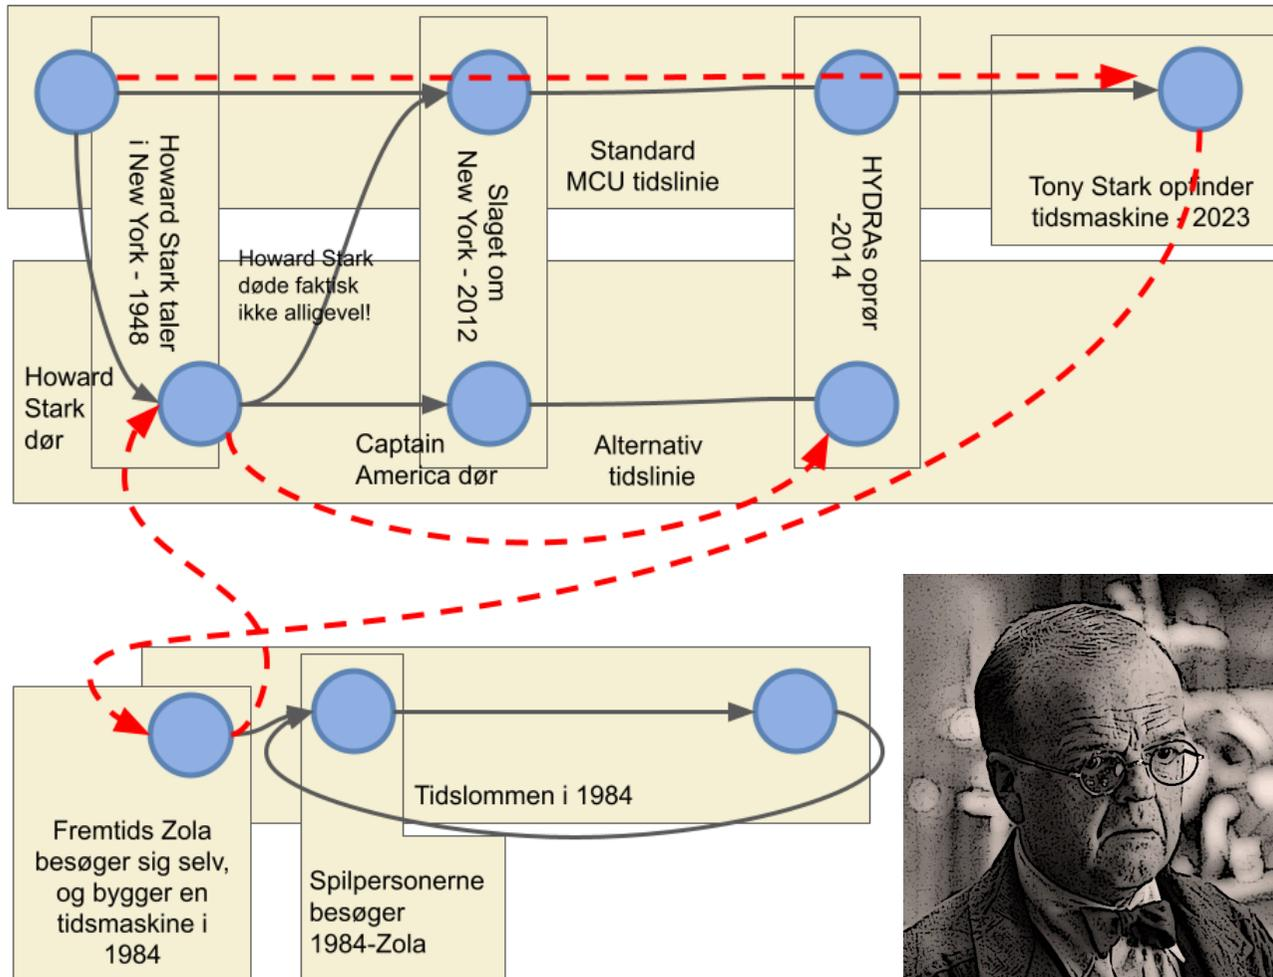 Howard Stark taler
i New York - 1948
Slaget om
New York - 2012
Standard
MCU tidslinie
HYDRAs oprør
-2014
Tony Stark opfinder
tidsmaskine - 2023
Howard Stark
døde faktisk
ikke alligevel!
Howard
Stark
dør
Captain
America dør
Alternativ
tidslinie
Tidslommen i 1984
Fremtids Zola
besøger sig selv,
og bygger en
tidsmaskine i
1984
Spilpersonerne
besøger
1984-Zola